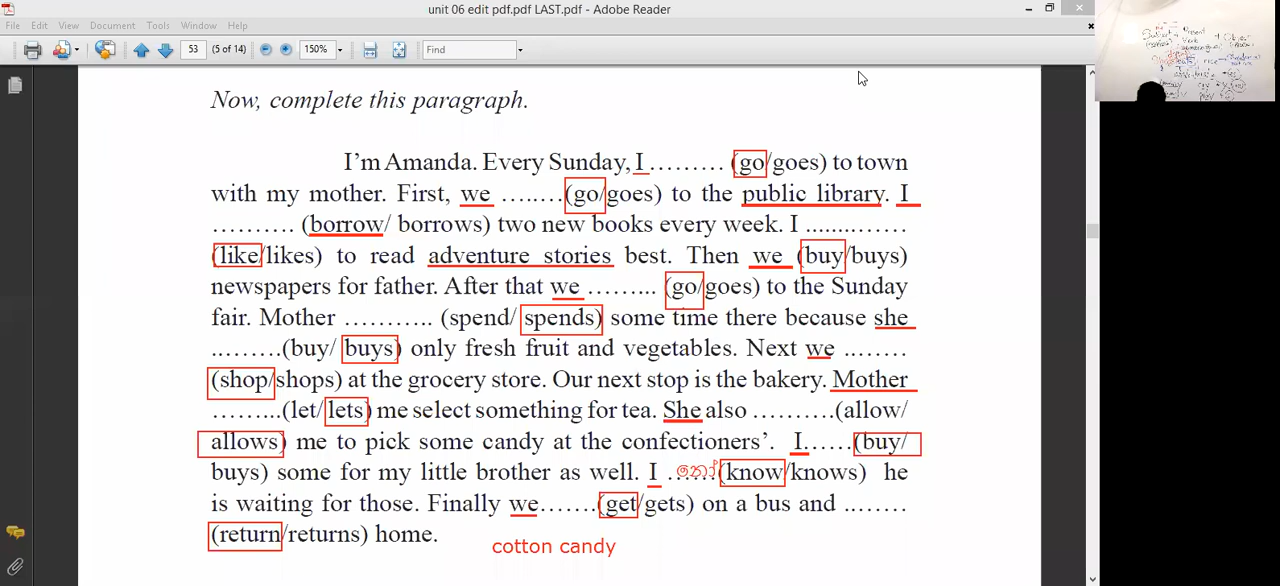 unit 06 edit pdf.pdf LAST.pdf - Adobe Reader
File Edit View Document Tools Window Help
53 (5 of 14) 150% Find
Now, complete this paragraph.
I'm Amanda. Every Sunday, I ……… (go/goes) to town
with my mother. First, we …..…(go/goes) to the public library. I
………. (borrow/ borrows) two new books every week. I ........……
(like/likes) to read adventure stories best. Then we (buy/buys)
newspapers for father. After that we ……... (go/goes) to the Sunday
fair. Mother ……….. (spend/ spends) some time there because she
..…….(buy/ buys) only fresh fruit and vegetables. Next we ..……
(shop/shops) at the grocery store. Our next stop is the bakery. Mother
……...(let/lets) me select something for tea. She also ……….(allow/
allows) me to pick some candy at the confectioners'. I……(buy/
buys) some for my little brother as well. I …….(know/knows) he
is waiting for those. Finally we…….(get/gets) on a bus and ..……
(return/returns) home.
cotton candy